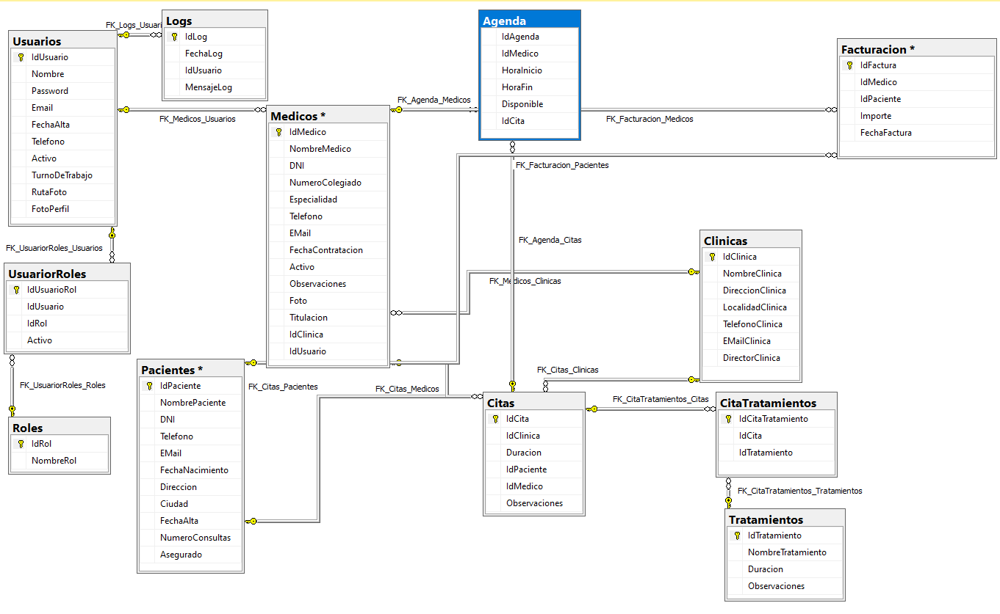 FK_Logs_Usuari
Logs
IdLog
FechaLog
IdUsuario
MensajeLog
Usuarios
IdUsuario
Nombre
Password
Email
FechaAlta
Telefono
Activo
TurnoDeTrabajo
RutaFoto
FotoPerfil
FK_Medicos_Usuarios
Medicos *
IdMedico
NombreMedico
DNI
NumeroColegiado
Especialidad
Telefono
EMail
FechaContratacion
Activo
Observaciones
Foto
Titulacion
IdClinica
IdUsuario
FK_Agenda_Medicos
Agenda
IdAgenda
IdMedico
HoraInicio
HoraFin
Disponible
IdCita
FK_Facturacion_Medicos
Facturacion *
IdFactura
IdMedico
IdPaciente
Importe
FechaFactura
FK_Facturacion_Pacientes
FK_Agenda_Citas
FK_Medicos_Clinicas
Clinicas
IdClinica
NombreClinica
DireccionClinica
LocalidadClinica
TelefonoClinica
EMailClinica
DirectorClinica
FK_UsuariorRoles_Usuarios
UsuariorRoles
IdUsuarioRol
IdUsuario
IdRol
Activo
FK_UsuariorRoles_Roles
Roles
IdRol
NombreRol
Pacientes *
IdPaciente
NombrePaciente
DNI
Telefono
EMail
FechaNacimiento
Direccion
Ciudad
FechaAlta
NumeroConsultas
Asegurado
FK_Citas_Pacientes
FK_Citas_Medicos
FK_Citas_Clinicas
Citas
IdCita
IdClinica
Duracion
IdPaciente
IdMedico
Observaciones
FK_CitaTratamientos_Citas
CitaTratamientos
IdCitaTratamiento
IdCita
IdTratamiento
FK_CitaTratamientos_Tratamientos
Tratamientos
IdTratamiento
NombreTratamiento
Duracion
Observaciones